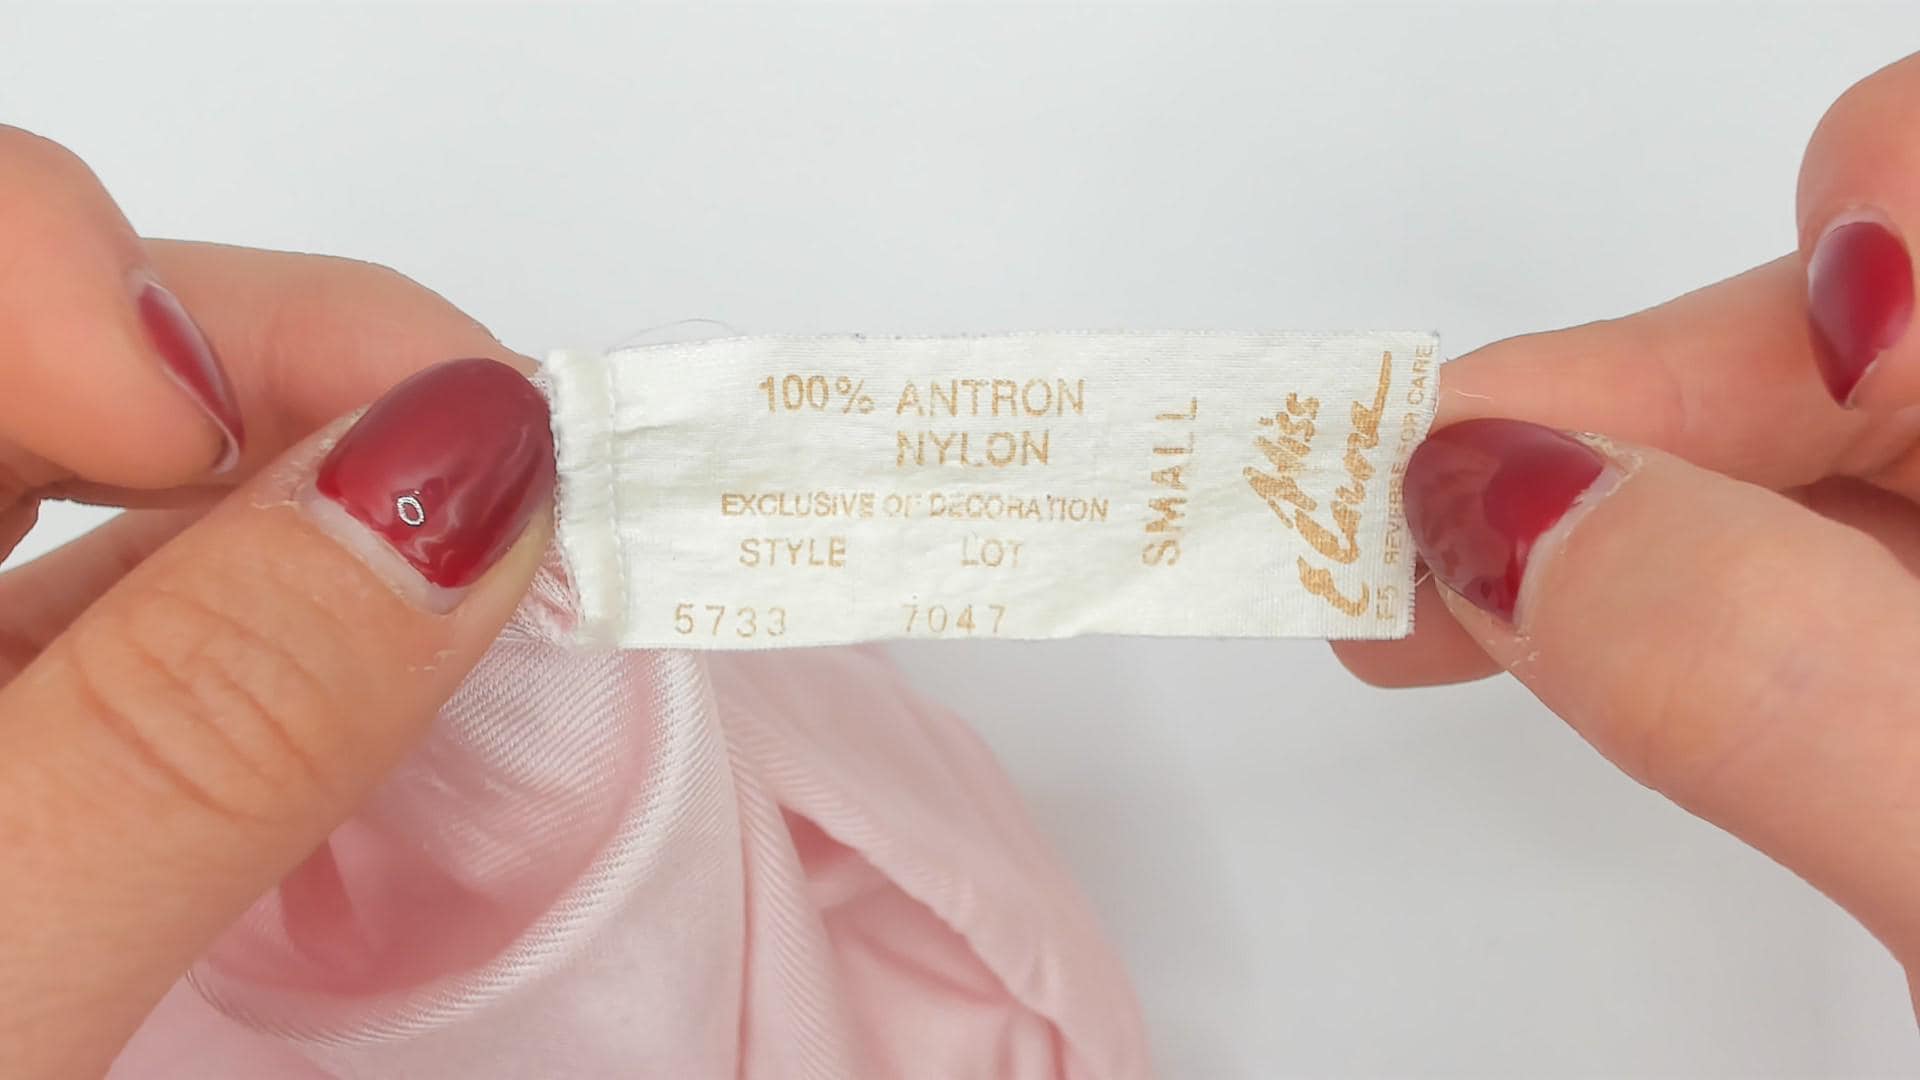 100% ANTRON
NYLON
EXCLUSIVE OF DECORATION
STYLE LOT
5733 7047
SMALL
Miss
Elaine
REVERSE FOR CARE